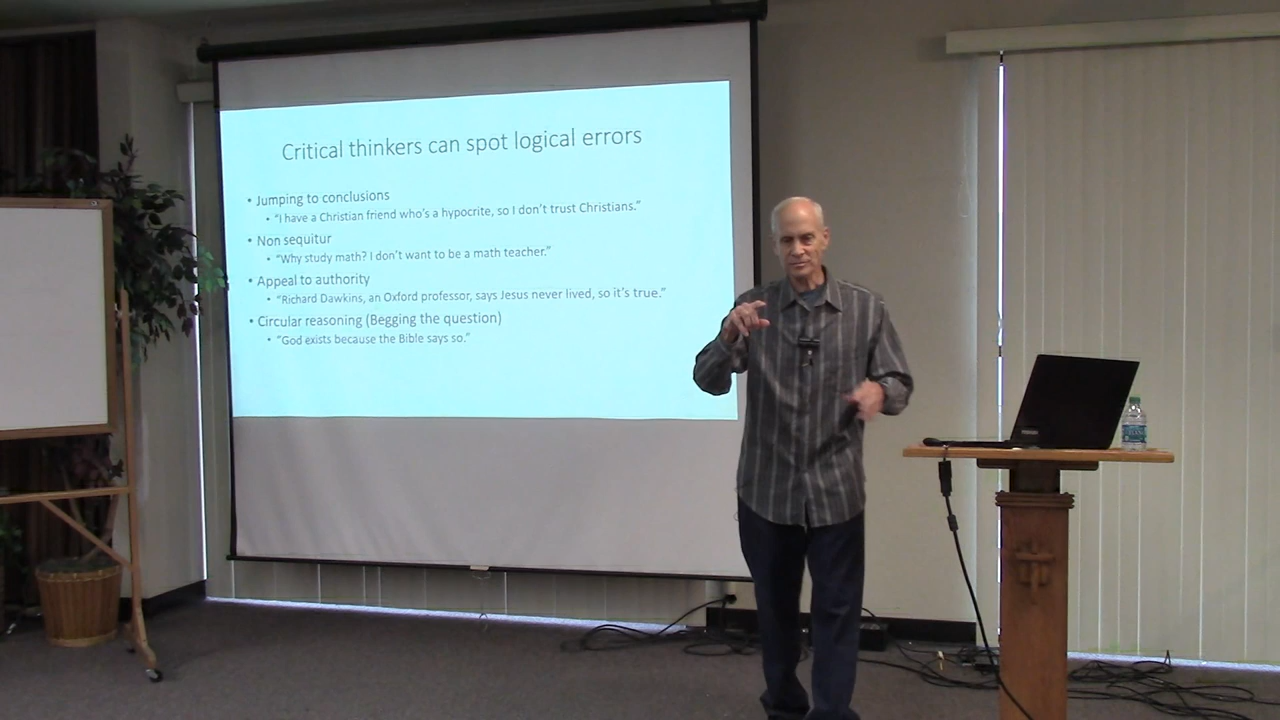 Critical thinkers can spot logical errors
• Jumping to conclusions
• "I have a Christian friend who's a hypocrite, so I don't trust Christians."
• Non sequitur
• "Why study math? I don't want to be a math teacher."
• Appeal to authority
• "Richard Dawkins, an Oxford professor, says Jesus never lived, so it's true."
• Circular reasoning (Begging the question)
• "God exists because the Bible says so."